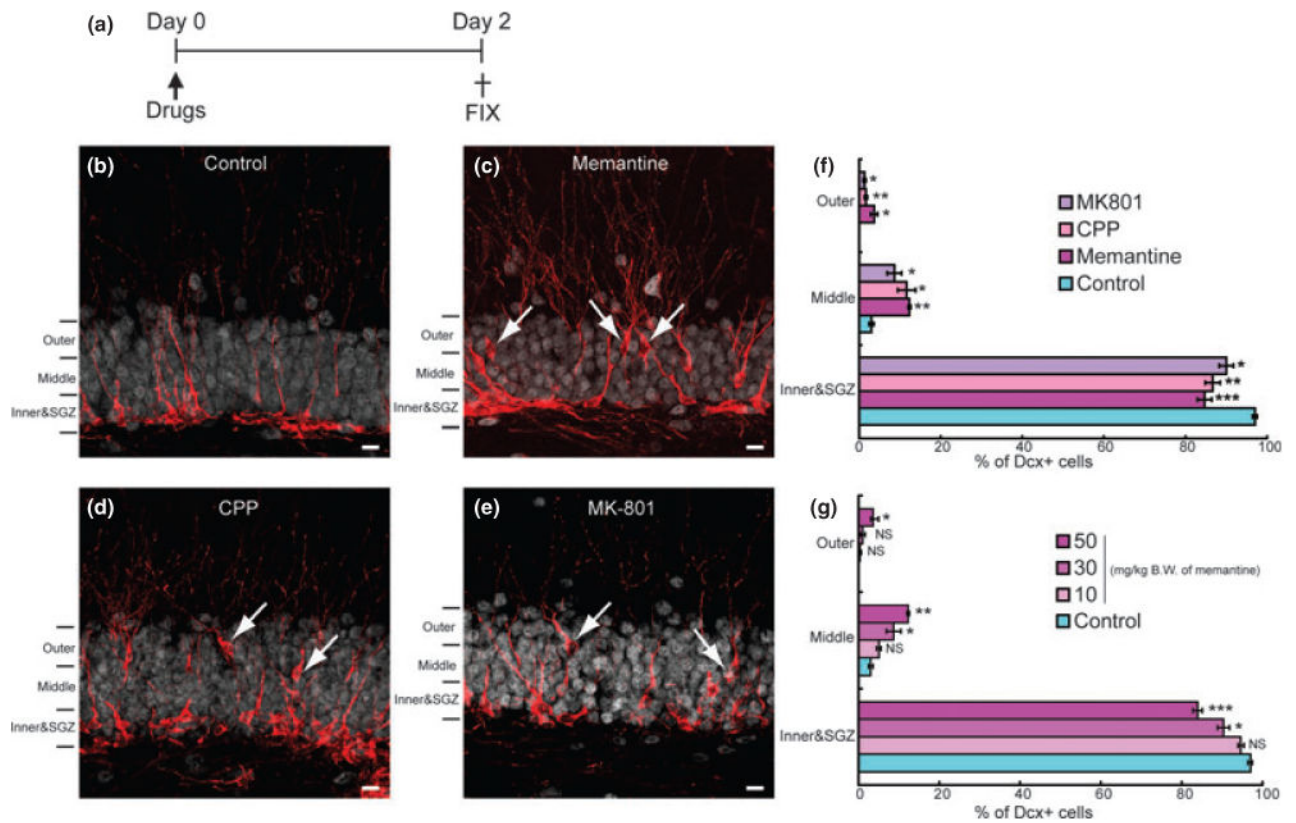 (a)
Day 0
Day 2
Drugs
FIX
(b)
Control
Outer
Middle
Inner&SGZ
(c)
Memantine
Outer
Middle
Inner&SGZ
(d)
CPP
Outer
Middle
Inner&SGZ
(e)
MK-801
Outer
Middle
Inner&SGZ
(f)
Outer
*
**
*
Middle
*
*
**
Inner&SGZ
*
**
***
MK801
CPP
Memantine
Control
0 20 40 60 80 100
% of Dcx+ cells
(g)
Outer
*
NS
NS
Middle
**
*
NS
Inner&SGZ
***
*
NS
50
30
10
(mg/kg B.W. of memantine)
Control
0 20 40 60 80 100
% of Dcx+ cells